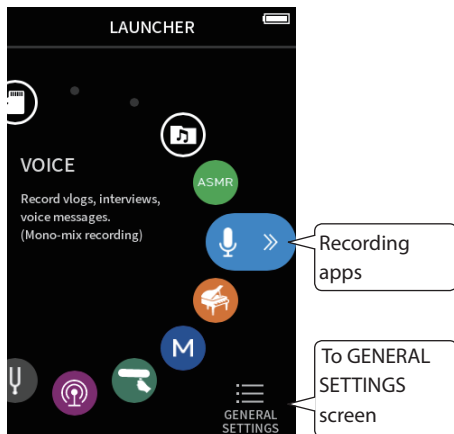 LAUNCHER
VOICE
Record vlogs, interviews,
voice messages.
(Mono-mix recording)
ASMR
Recording
apps
M
To GENERAL
SETTINGS
screen
GENERAL
SETTINGS